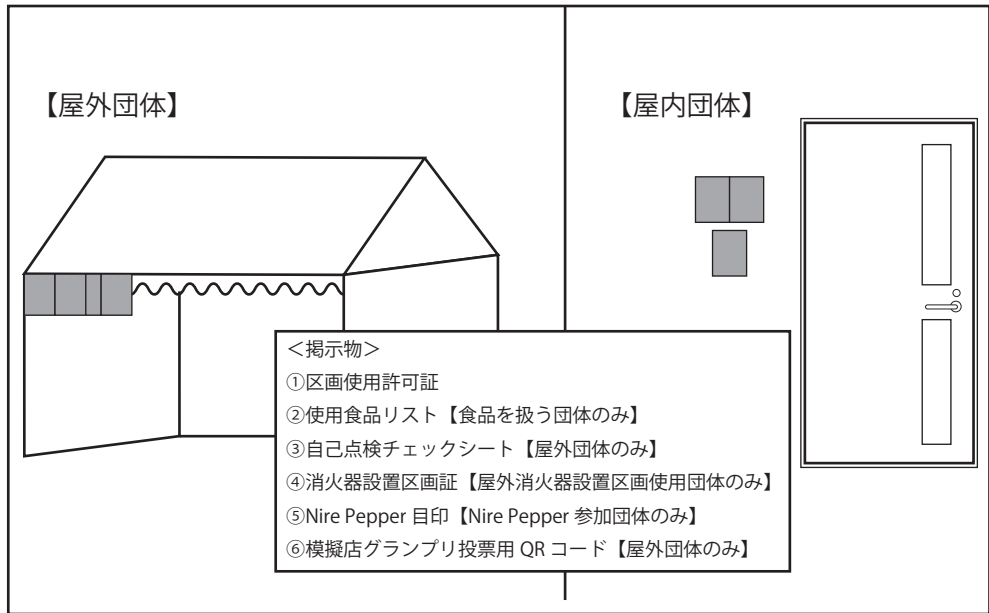 【屋外団体】
【屋内団体】
＜掲示物＞
①区画使用許可証
②使用食品リスト【食品を扱う団体のみ】
③自己点検チェックシート【屋外団体のみ】
④消火器設置区画証【屋外消火器設置区画使用団体のみ】
⑤Nire Pepper 目印【Nire Pepper 参加団体のみ】
⑥模擬店グランプリ投票用 QR コード【屋外団体のみ】